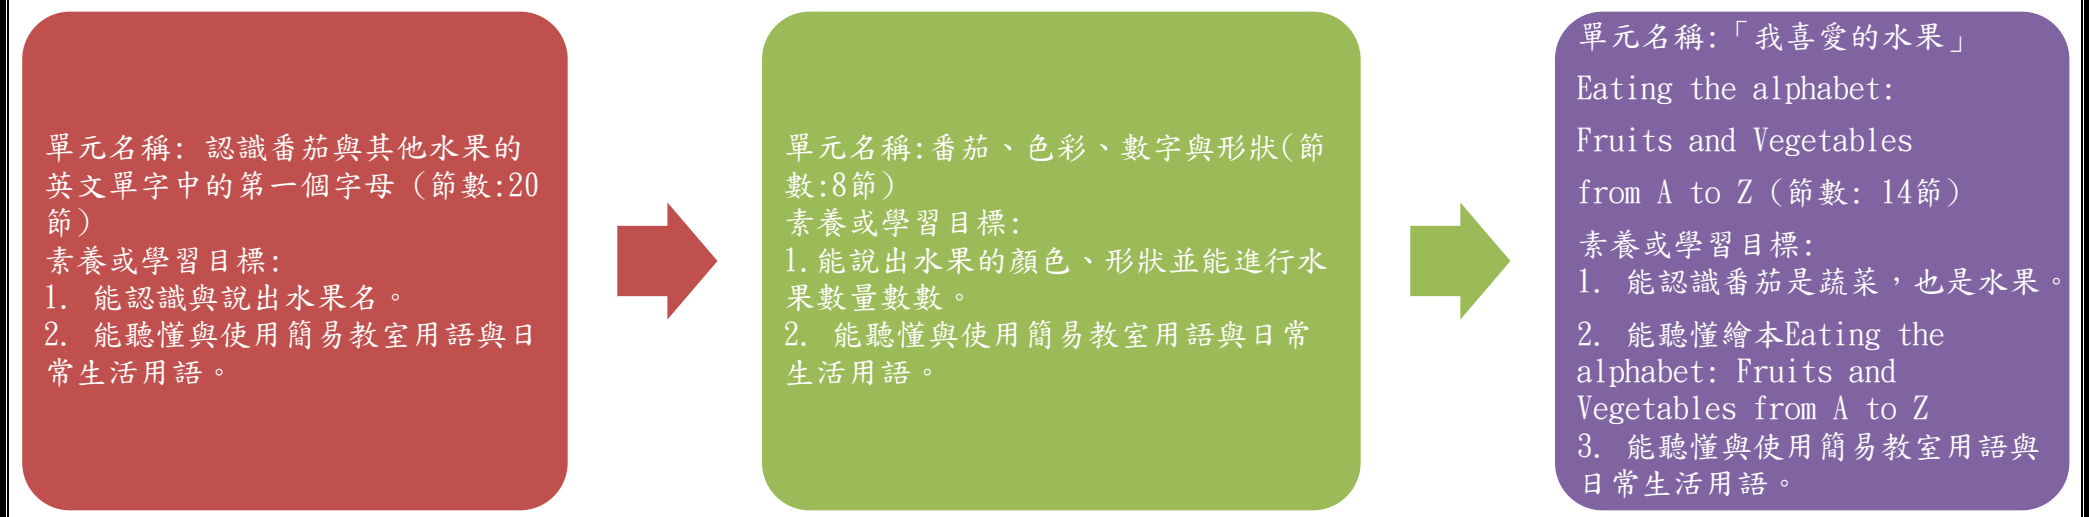 單元名稱: 認識番茄與其他水果的
英文單字中的第一個字母 (節數:20
節)
素養或學習目標:
1. 能認識與說出水果名。
2. 能聽懂與使用簡易教室用語與日
常生活用語。
單元名稱:番茄、色彩、數字與形狀(節
數:8節)
素養或學習目標:
1.能說出水果的顏色、形狀並能進行水
果數量數數。
2. 能聽懂與使用簡易教室用語與日常
生活用語。
單元名稱:「我喜愛的水果」
Eating the alphabet:
Fruits and Vegetables
from A to Z (節數: 14節)
素養或學習目標:
1. 能認識番茄是蔬菜，也是水果。
2. 能聽懂繪本Eating the
alphabet: Fruits and
Vegetables from A to Z
3. 能聽懂與使用簡易教室用語與
日常生活用語。